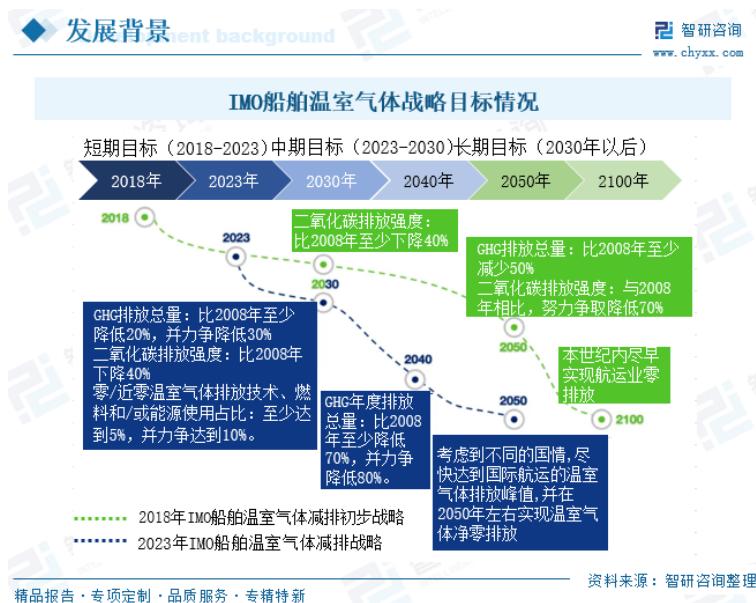 发展背景
Development background
智研咨询
www.chyxx.com
IMO船舶温室气体战略目标情况
短期目标（2018-2023）中期目标（2023-2030）长期目标（2030年以后）
2018年 2023年 2030年 2040年 2050年 2100年
2018
二氧化碳排放强度：
比2008年至少下降40%
2023
GHG排放总量：比2008年至少
减少50%
二氧化碳排放强度：与2008
年相比，努力争取降低70%
2030
GHG排放总量：比2008年至少
降低20%，并力争降低30%
二氧化碳排放强度：比2008年
下降40%
零/近零温室气体排放技术、燃
料和/或能源使用占比：至少达
到5%，并力争达到10%。
2050
本世纪内尽早
实现航运业零
排放
2040
GHG年度排放
总量：比2008
年至少降低
70%，并力争
降低80%。
2050
2100
考虑到不同的国情,尽
快达到国际航运的温室
气体排放峰值,并在
2050年左右实现温室气
体净零排放
2018年IMO船舶温室气体减排初步战略
2023年IMO船舶温室气体减排战略
资料来源：智研咨询整理
精品报告·专项定制·品质服务·专精特新